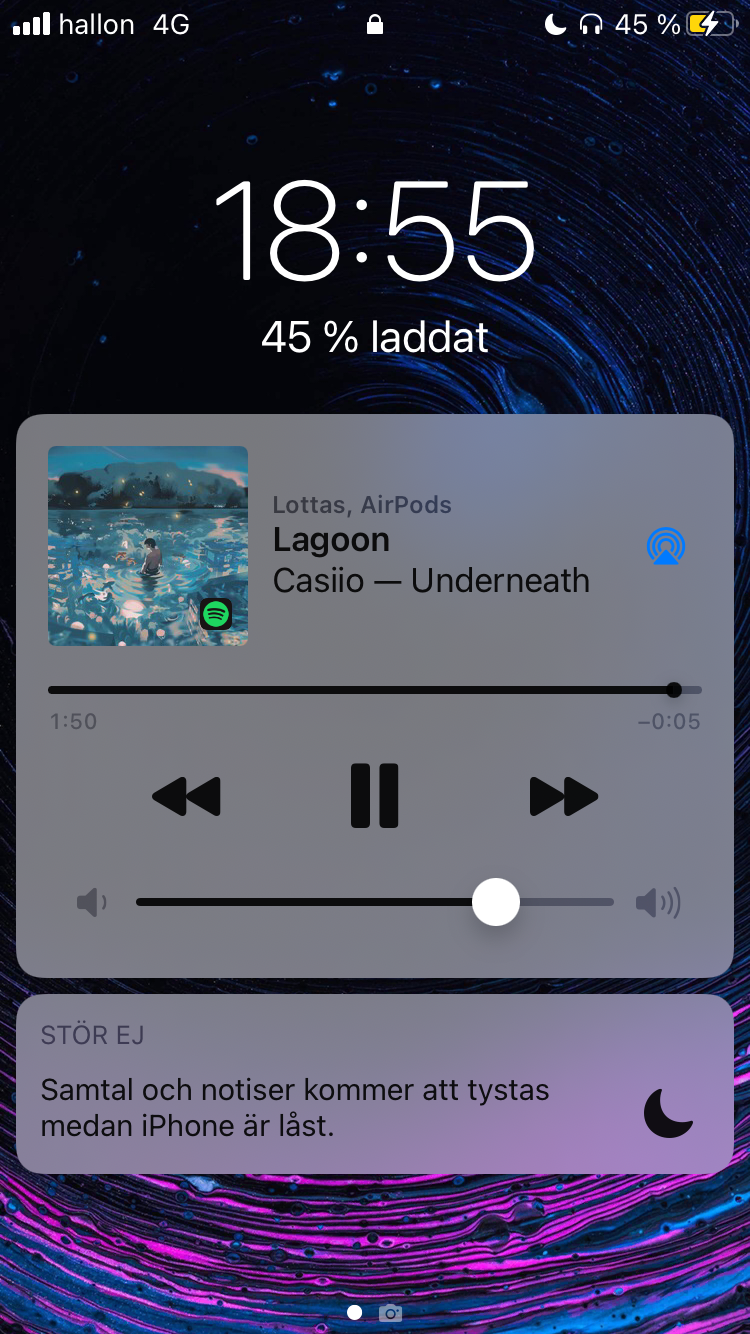 hallon 4G 45 %
18:55
45 % laddat
Lottas, AirPods
Lagoon
Casiio — Underneath
1:50 –0:05
STÖR EJ
Samtal och notiser kommer att tystas
medan iPhone är låst.